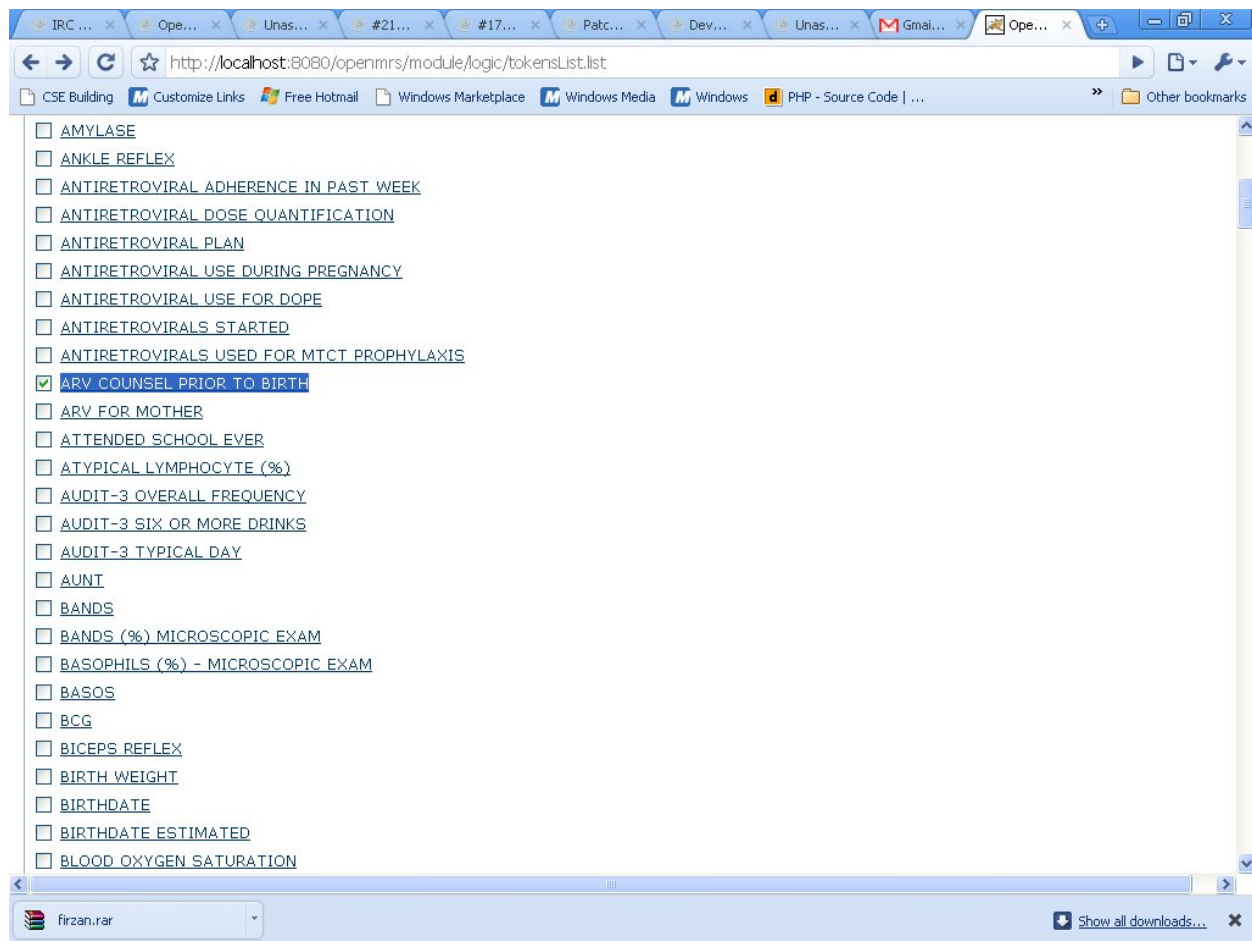 IRC ... Ope... Unas... #21... #17... Patc... Dev... Unas... Gmai... Ope...
http://localhost:8080/openmrs/module/logic/tokensList.list
CSE Building Customize Links Free Hotmail Windows Marketplace Windows Media Windows PHP - Source Code | ... » Other bookmarks
AMYLASE
ANKLE REFLEX
ANTIRETROVIRAL ADHERENCE IN PAST WEEK
ANTIRETROVIRAL DOSE QUANTIFICATION
ANTIRETROVIRAL PLAN
ANTIRETROVIRAL USE DURING PREGNANCY
ANTIRETROVIRAL USE FOR DOPE
ANTIRETROVIRALS STARTED
ANTIRETROVIRALS USED FOR MTCT PROPHYLAXIS
ARV COUNSEL PRIOR TO BIRTH
ARV FOR MOTHER
ATTENDED SCHOOL EVER
ATYPICAL LYMPHOCYTE (%)
AUDIT-3 OVERALL FREQUENCY
AUDIT-3 SIX OR MORE DRINKS
AUDIT-3 TYPICAL DAY
AUNT
BANDS
BANDS (%) MICROSCOPIC EXAM
BASOPHILS (%) - MICROSCOPIC EXAM
BASOS
BCG
BICEPS REFLEX
BIRTH WEIGHT
BIRTHDATE
BIRTHDATE ESTIMATED
BLOOD OXYGEN SATURATION
firzan.rar Show all downloads...